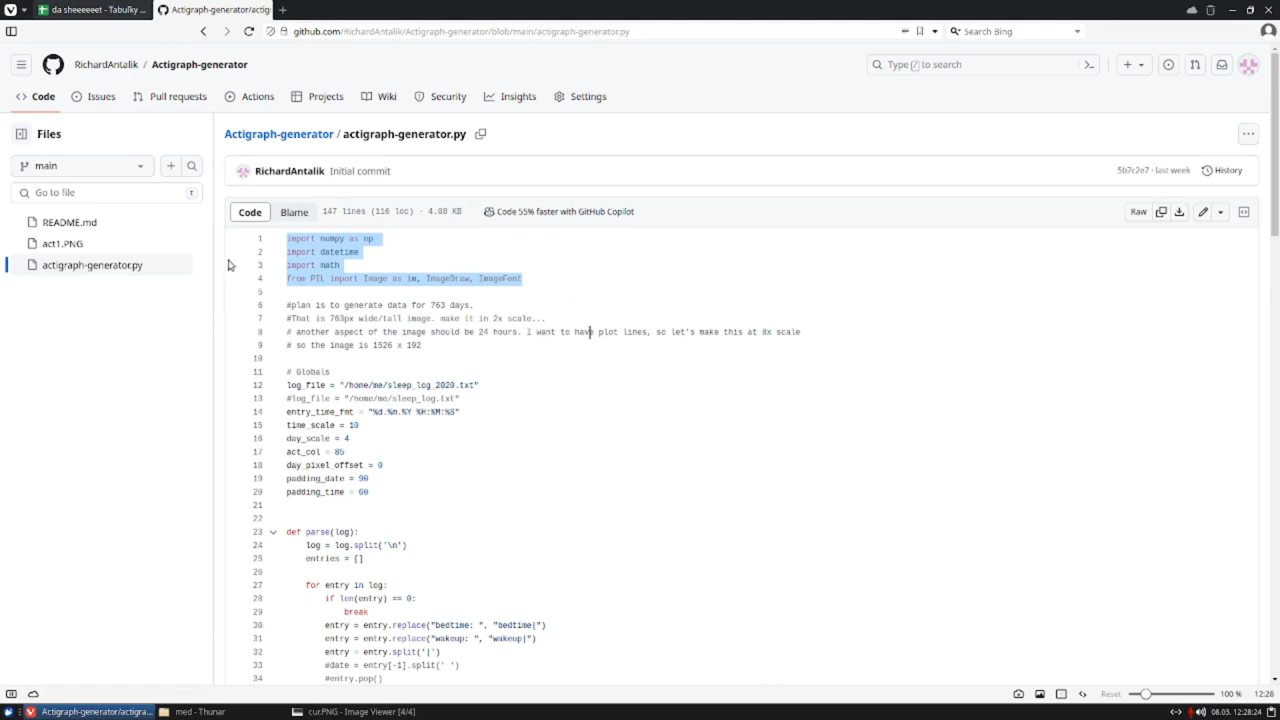 da sheeeeeet - Tabuľky ...
Actigraph-generator/actig
github.com/RichardAntalik/Actigraph-generator/blob/main/actigraph-generator.py
Search Bing
RichardAntalik / Actigraph-generator
Type / to search
Code
Issues
Pull requests
Actions
Projects
Wiki
Security
Insights
Settings
Files
Actigraph-generator / actigraph-generator.py
main
RichardAntalik Initial commit
5b7c2e7 · last week
History
Go to file
t
Code
Blame
147 lines (116 loc) · 4.88 KB
Code 55% faster with GitHub Copilot
Raw
README.md
act1.PNG
actigraph-generator.py
1 import numpy as np
2 import datetime
3 import math
4 from PIL import Image as im, ImageDraw, ImageFont
5
6 #plan is to generate data for 763 days.
7 #That is 763px wide/tall image. make it in 2x scale...
8 # another aspect of the image should be 24 hours. I want to have plot lines, so let's make this at 8x scale
9 # so the image is 1526 x 192
10
11 # Globals
12 log_file = "/home/me/sleep_log_2020.txt"
13 #log_file = "/home/me/sleep_log.txt"
14 entry_time_fmt = "%d.%m.%Y %H:%M:%S"
15 time_scale = 10
16 day_scale = 4
17 act_col = 85
18 day_pixel_offset = 0
19 padding_date = 90
20 padding_time = 60
21
22
23 def parse(log):
24 log = log.split('\n')
25 entries = []
26
27 for entry in log:
28 if len(entry) == 0:
29 break
30 entry = entry.replace("bedtime: ", "bedtime|")
31 entry = entry.replace("wakeup: ", "wakeup|")
32 entry = entry.split('|')
33 #date = entry[-1].split(' ')
34 #entry.pop()
Reset
100 %
12:28
Actigraph-generator/actigra...
med - Thunar
cur.PNG - Image Viewer [4/4]
08.03. 12:28:24